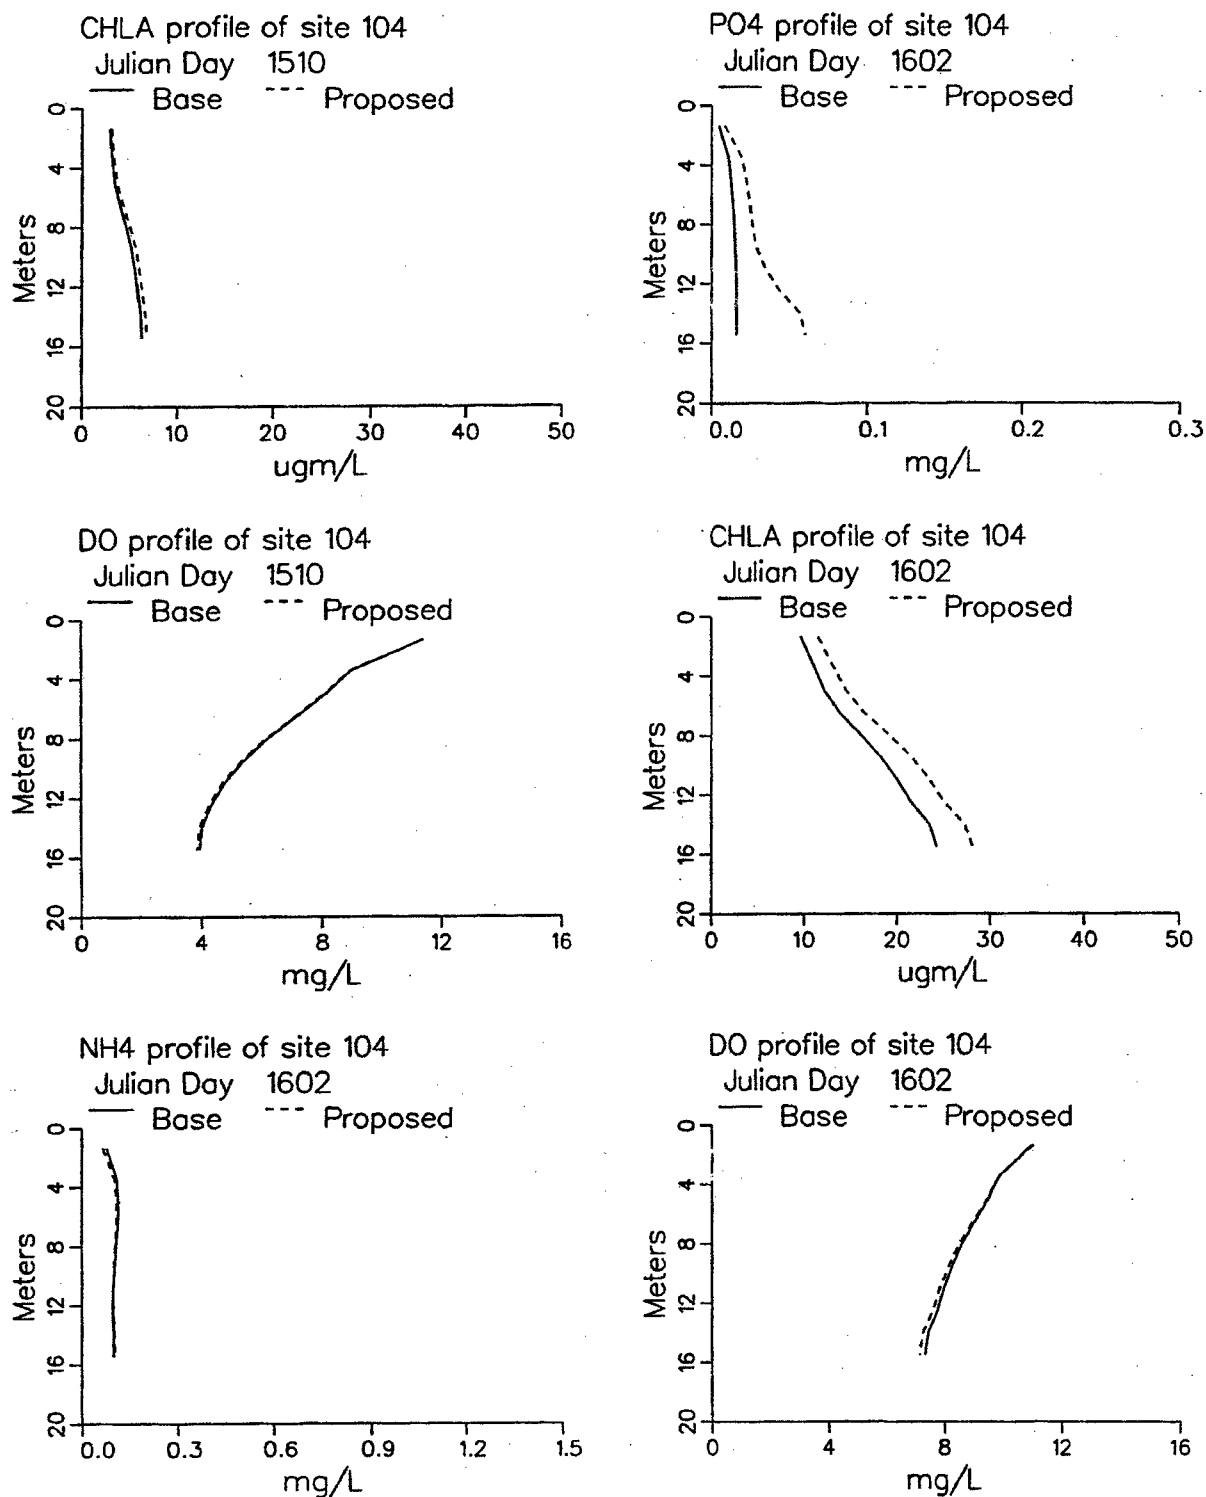 CHLA profile of site 104
Julian Day 1510
Base Proposed
0
4
8
12
16
20
Meters
0 10 20 30 40 50
ugm/L
PO4 profile of site 104
Julian Day 1602
Base Proposed
0
4
8
12
16
20
Meters
0.0 0.1 0.2 0.3
mg/L
DO profile of site 104
Julian Day 1510
Base Proposed
0
4
8
12
16
20
Meters
0 4 8 12 16
mg/L
CHLA profile of site 104
Julian Day 1602
Base Proposed
0
4
8
12
16
20
Meters
0 10 20 30 40 50
ugm/L
NH4 profile of site 104
Julian Day 1602
Base Proposed
0
4
8
12
16
20
Meters
0.0 0.3 0.6 0.9 1.2 1.5
mg/L
DO profile of site 104
Julian Day 1602
Base Proposed
0
4
8
12
16
20
Meters
0 4 8 12 16
mg/L